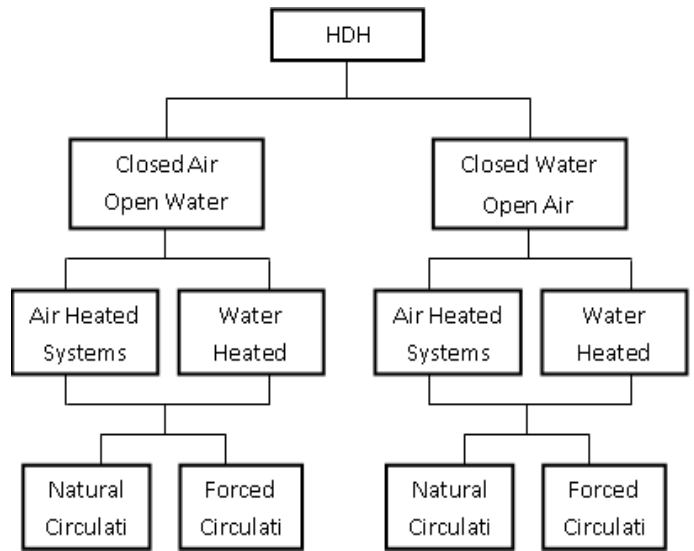 HDH
Closed Air
Open Water
Closed Water
Open Air
Air Heated
Systems
Water
Heated
Air Heated
Systems
Water
Heated
Natural
Circulati
Forced
Circulati
Natural
Circulati
Forced
Circulati